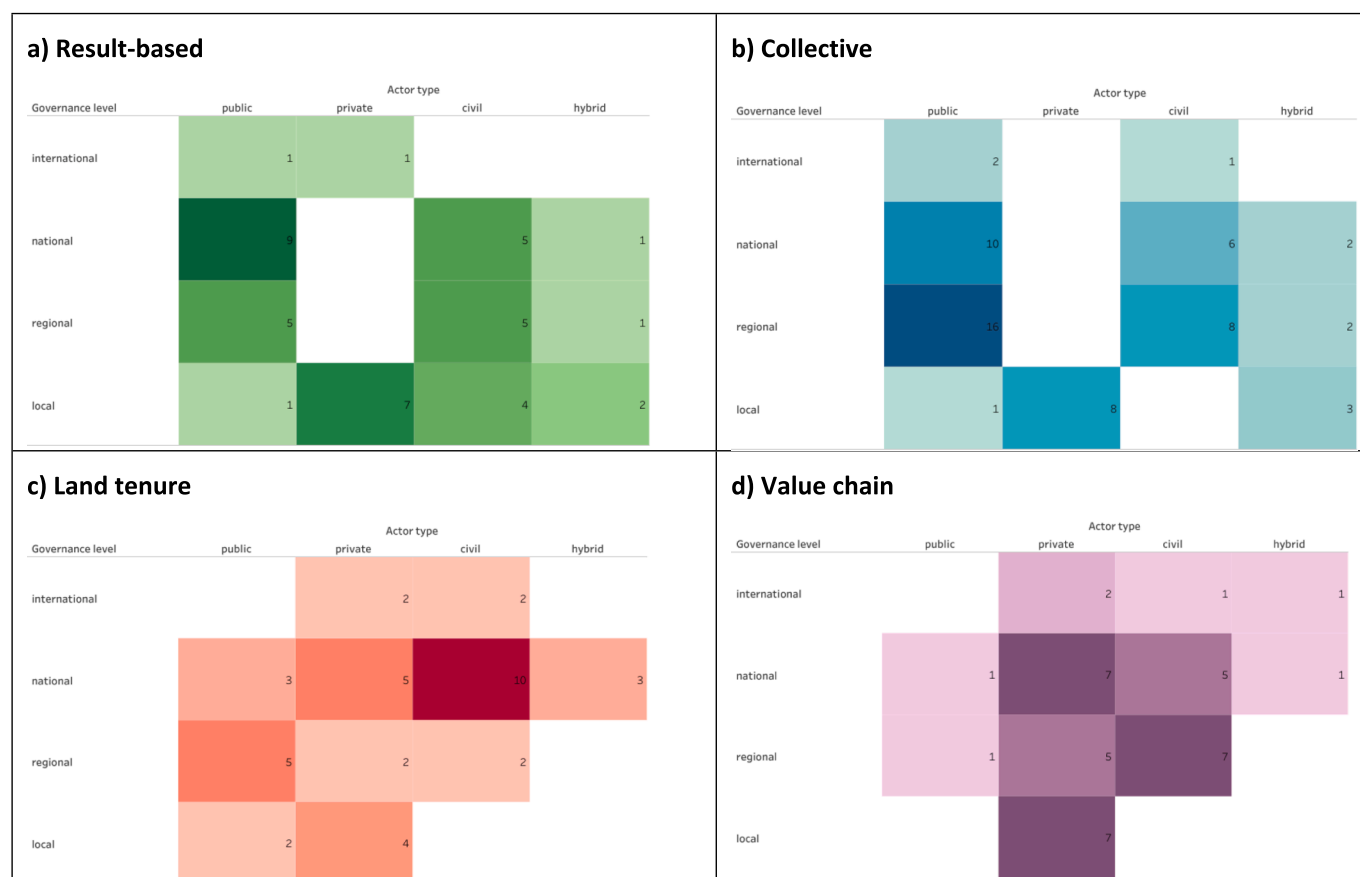 a) Result-based
Actor type
Governance level public private civil hybrid
international 1 1
national 9 5 1
regional 5 5 1
local 1 7 4 2
b) Collective
Actor type
Governance level public private civil hybrid
international 2 1
national 10 6 2
regional 16 8 2
local 1 8 3
c) Land tenure
Actor type
Governance level public private civil hybrid
international 2 2
national 3 5 10 3
regional 5 2 2
local 2 4
d) Value chain
Actor type
Governance level public private civil hybrid
international 2 1 1
national 1 7 5 1
regional 1 5 7
local 7